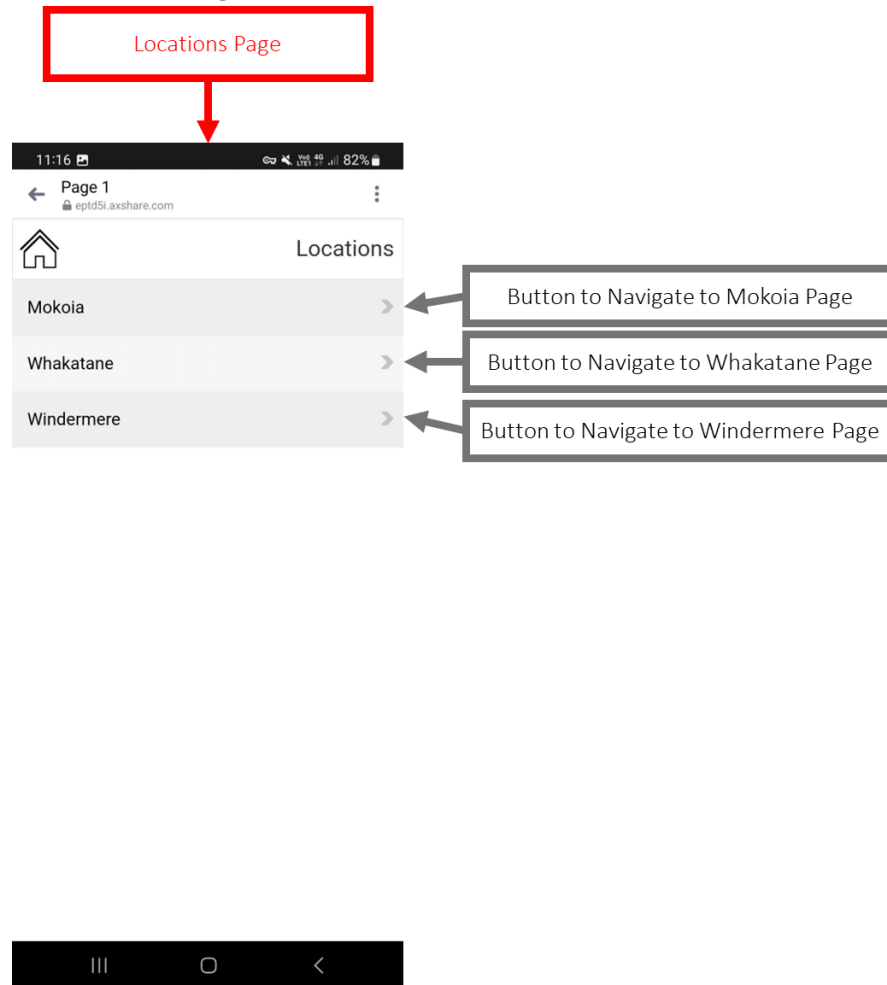 Locations Page
11:16 82%
Page 1
eptd5i.axshare.com
Locations
Mokoia
Button to Navigate to Mokoia Page
Whakatane
Button to Navigate to Whakatane Page
Windermere
Button to Navigate to Windermere Page